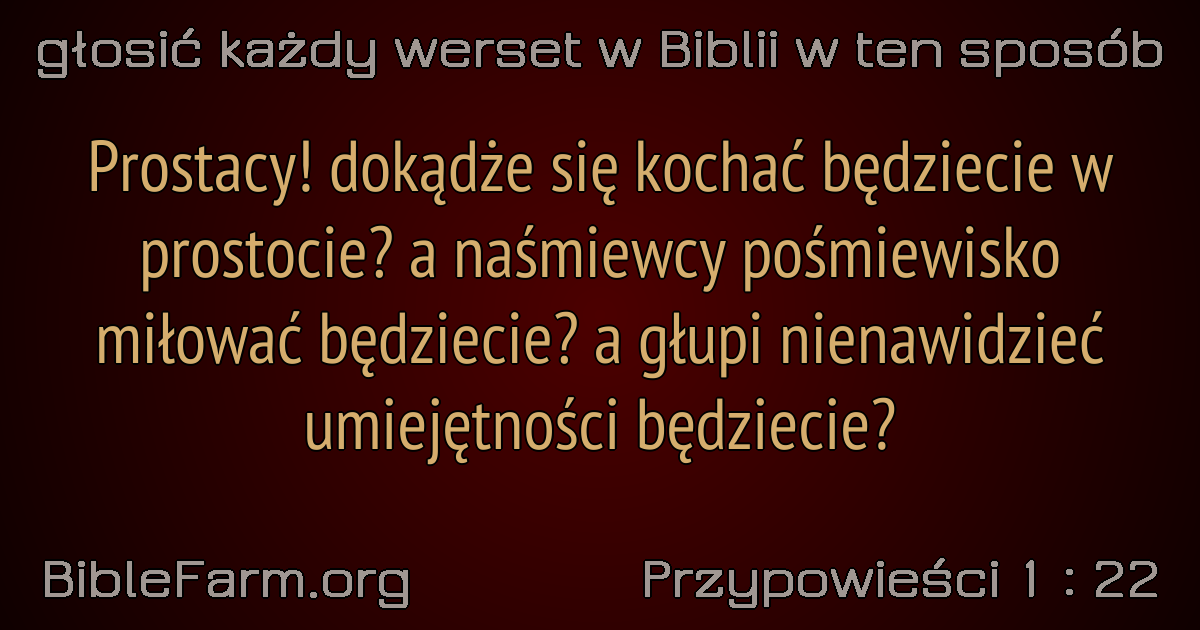 głosić każdy werset w Biblii w ten sposób
Prostacy! dokądże się kochać będziecie w
prostocie? a naśmiewcy pośmiewisko
miłować będziecie? a głupi nienawidzieć
umiejętności będziecie?
BibleFarm.org
Przypowieści 1 : 22